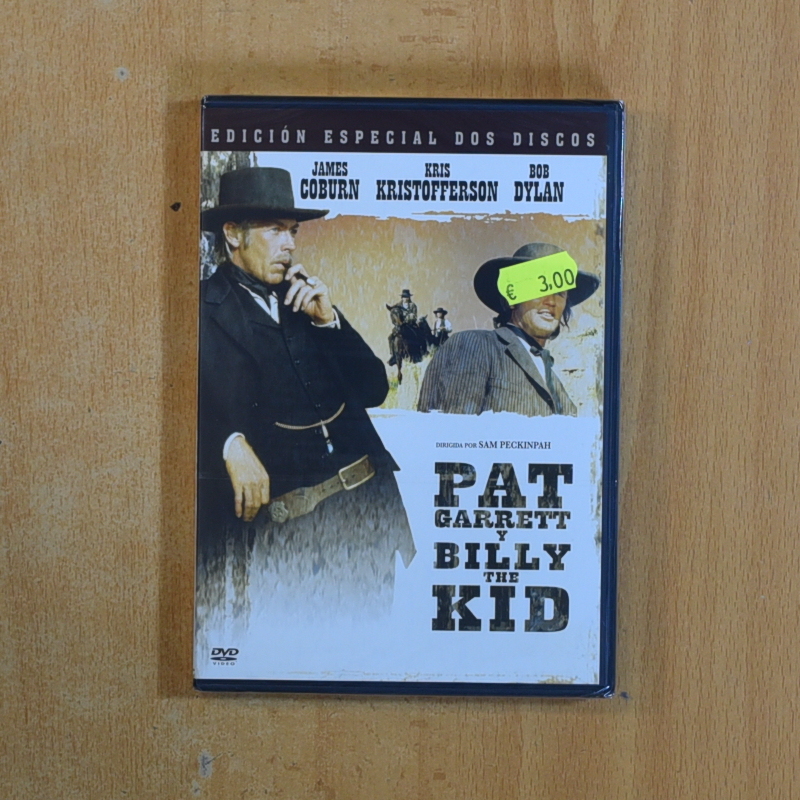 EDICIÓN ESPECIAL DOS DISCOS
JAMES COBURN
KRIS KRISTOFFERSON
BOB DYLAN
€ 3,00
DIRIGIDA POR SAM PECKINPAH
PAT
GARRETT
Y
BILLY
THE
KID
DVD
VIDEO